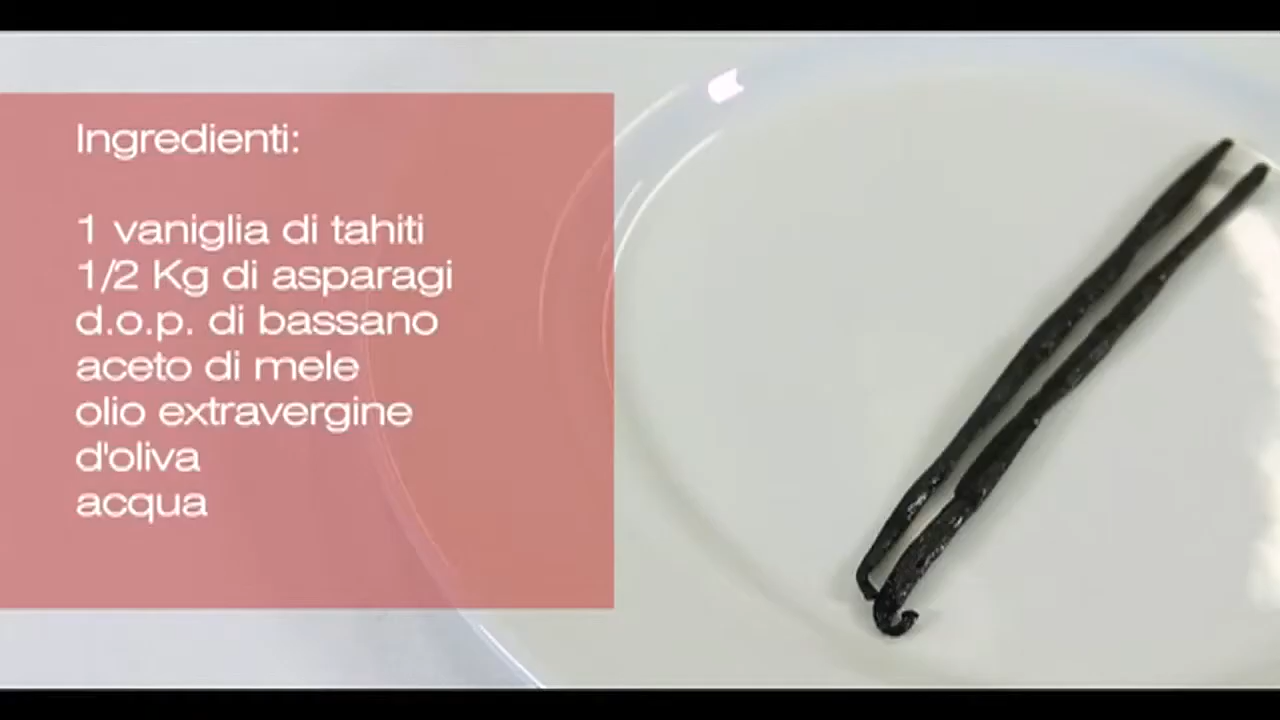 Ingredienti:
1 vaniglia di tahiti
1/2 Kg di asparagi
d.o.p. di bassano
aceto di mele
olio extravergine
d'oliva
acqua